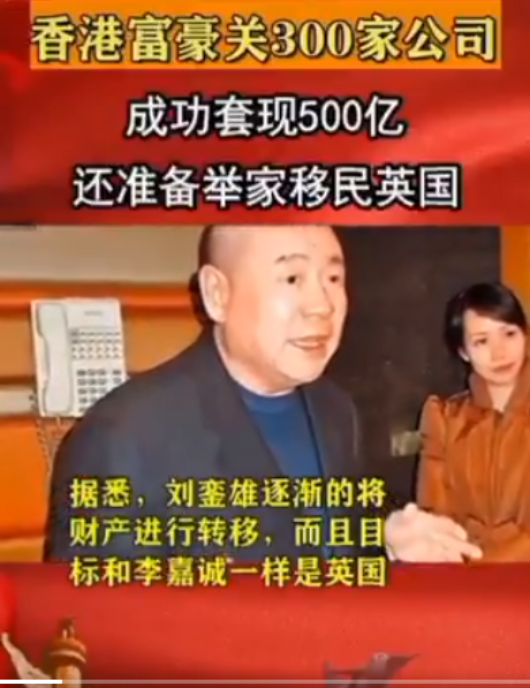 香港富豪关300家公司
成功套现500亿
还准备举家移民英国
据悉，刘銮雄逐渐的将
财产进行转移，而且目
标和李嘉诚一样是英国